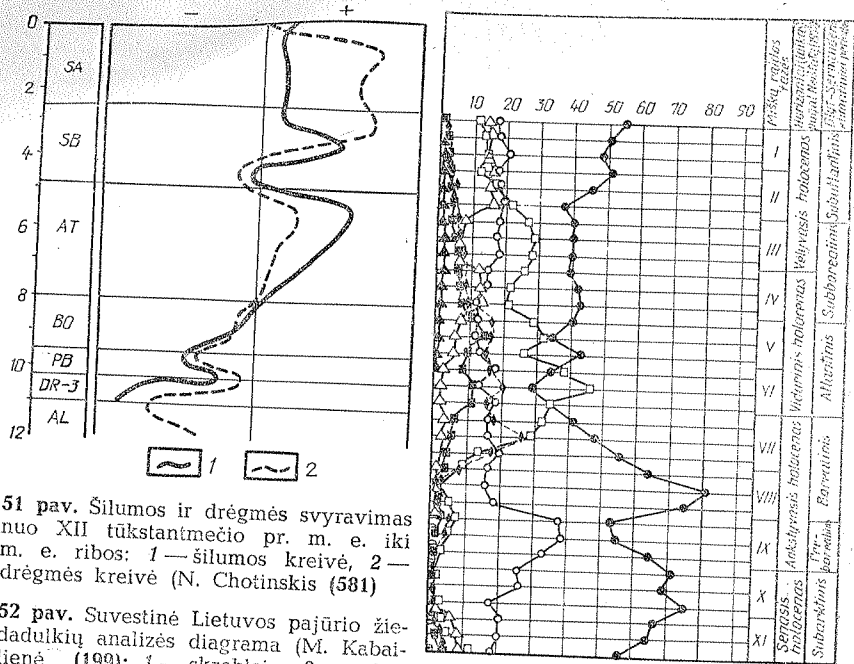 − +
0
SA
2
SB
4
AT
6
8
BO
PB
10
DR-3
AL
12
1 2
51 pav. Šilumos ir drėgmės svyravimas
nuo XII tūkstantmečio pr. m. e. iki
m. e. ribos: 1 — šilumos kreivė, 2 —
drėgmės kreivė (N. Chotinskis (581)
52 pav. Suvestinė Lietuvos pajūrio žie-
dadulkių analizės diagrama (M. Kabai-
lienė (199):
10 20 30 40 50 60 70 80 90
Miškų raidos fazės
I
II
III
IV
V
VI
VII
VIII
IX
X
XI
Vėlyvasis holocenas
Vidurinis holocenas
Ankstyvasis holocenas
Senasis holocenas
Subatlantinis
Subborealinis
Atlantinis
Borealinis
Preborealinis
Subarktinis